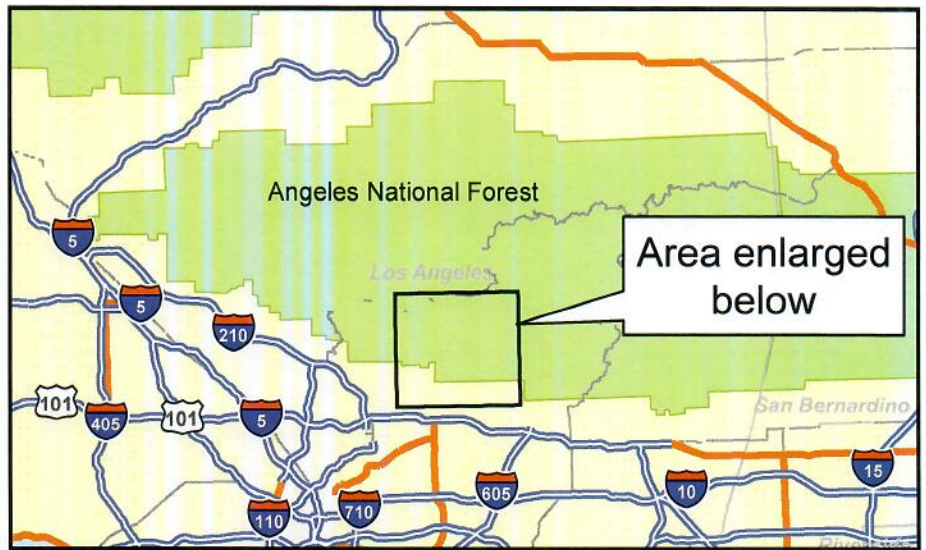 Angeles National Forest
Area enlarged
below
Los Angeles
5
5
210
101
405
101
5
San Bernardino
15
605
10
110
710
Riverside